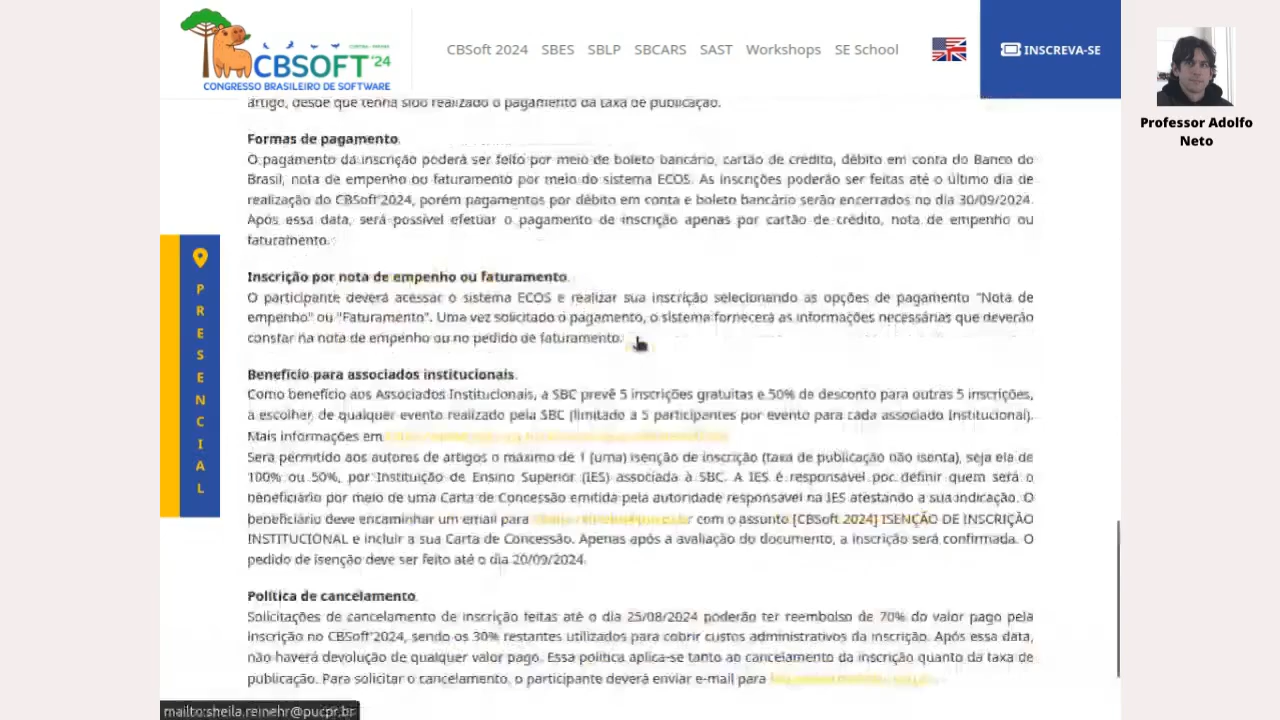 CBSOFT '24
CONGRESSO BRASILEIRO DE SOFTWARE
CBSoft 2024 SBES SBLP SBCARS SAST Workshops SE School
INSCREVA-SE
Professor Adolfo
Neto
artigo, desde que tenha sido realizado o pagamento da taxa de publicação.
Formas de pagamento
O pagamento da inscrição poderá ser feito por meio de boleto bancário, cartão de crédito, débito em conta do Banco do
Brasil, nota de empenho ou faturamento por meio do sistema ECOS. As inscrições poderão ser feitas até o último dia de
realização do CBSoft'2024, porém pagamentos por débito em conta e boleto bancário serão encerrados no dia 30/09/2024.
Após essa data, será possível efetuar o pagamento de inscrição apenas por cartão de crédito, nota de empenho ou
faturamento.
Inscrição por nota de empenho ou faturamento
O participante deverá acessar o sistema ECOS e realizar sua inscrição selecionando as opções de pagamento "Nota de
empenho" ou "Faturamento". Uma vez solicitado o pagamento, o sistema fornecerá as informações necessárias que deverão
constar na nota de empenho ou no pedido de faturamento.
Benefício para associados institucionais
Como benefício aos Associados Institucionais, a SBC prevê 5 inscrições gratuitas e 50% de desconto para outras 5 inscrições,
à escolher, de qualquer evento realizado pela SBC (limitado a 5 participantes por evento para cada associado Institucional).
Mais informações em
Será permitido aos autores de artigos o máximo de 1 (uma) isenção de inscrição (taxa de publicação não isenta), seja ela de
100% ou 50%, por Instituição de Ensino Superior (IES) associada à SBC. A IES é responsável por definir quem será o
beneficiário por meio de uma Carta de Concessão emitida pela autoridade responsável na IES atestando a sua indicação. O
beneficiário deve encaminhar um email para com o assunto [CBSoft 2024] ISENÇÃO DE INSCRIÇÃO
INSTITUCIONAL e incluir a sua Carta de Concessão. Apenas após a avaliação do documento, a inscrição será confirmada. O
pedido de isenção deve ser feito até o dia 20/09/2024.
Política de cancelamento
Solicitações de cancelamento de inscrição feitas até o dia 25/08/2024 poderão ter reembolso de 70% do valor pago pela
inscrição no CBSoft'2024, sendo os 30% restantes utilizados para cobrir custos administrativos da inscrição. Após essa data,
não haverá devolução de qualquer valor pago. Essa política aplica-se tanto ao cancelamento da inscrição quanto da taxa de
publicação. Para solicitar o cancelamento, o participante deverá enviar e-mail para
PRESENCIAL
mailto:sheila.reinehr@pucpr.br